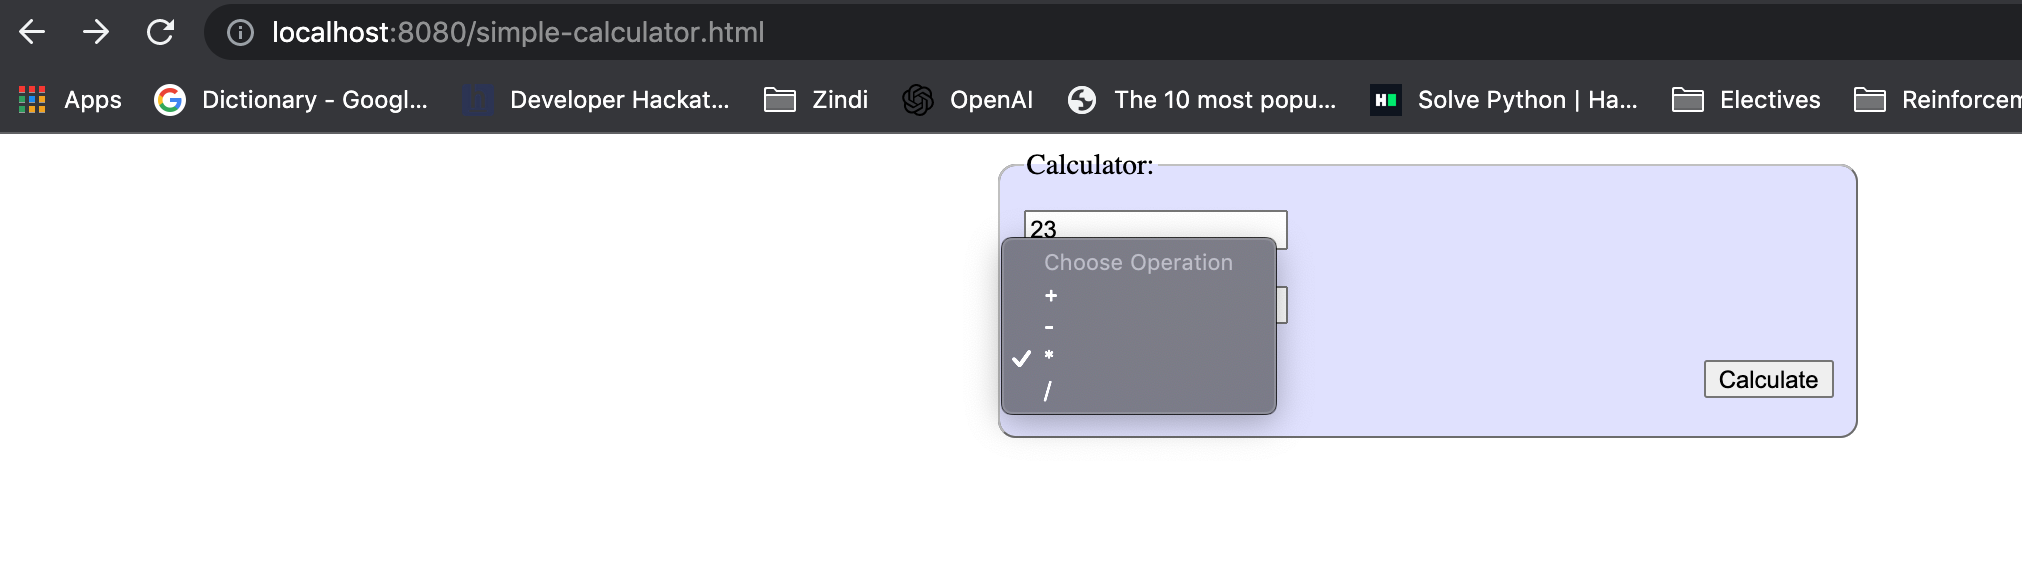 localhost:8080/simple-calculator.html
Apps Dictionary - Googl... Developer Hackat... Zindi OpenAI The 10 most popu... Solve Python | Ha... Electives Reinforcem
Calculator:
23
Choose Operation
+
-
*
/
Calculate